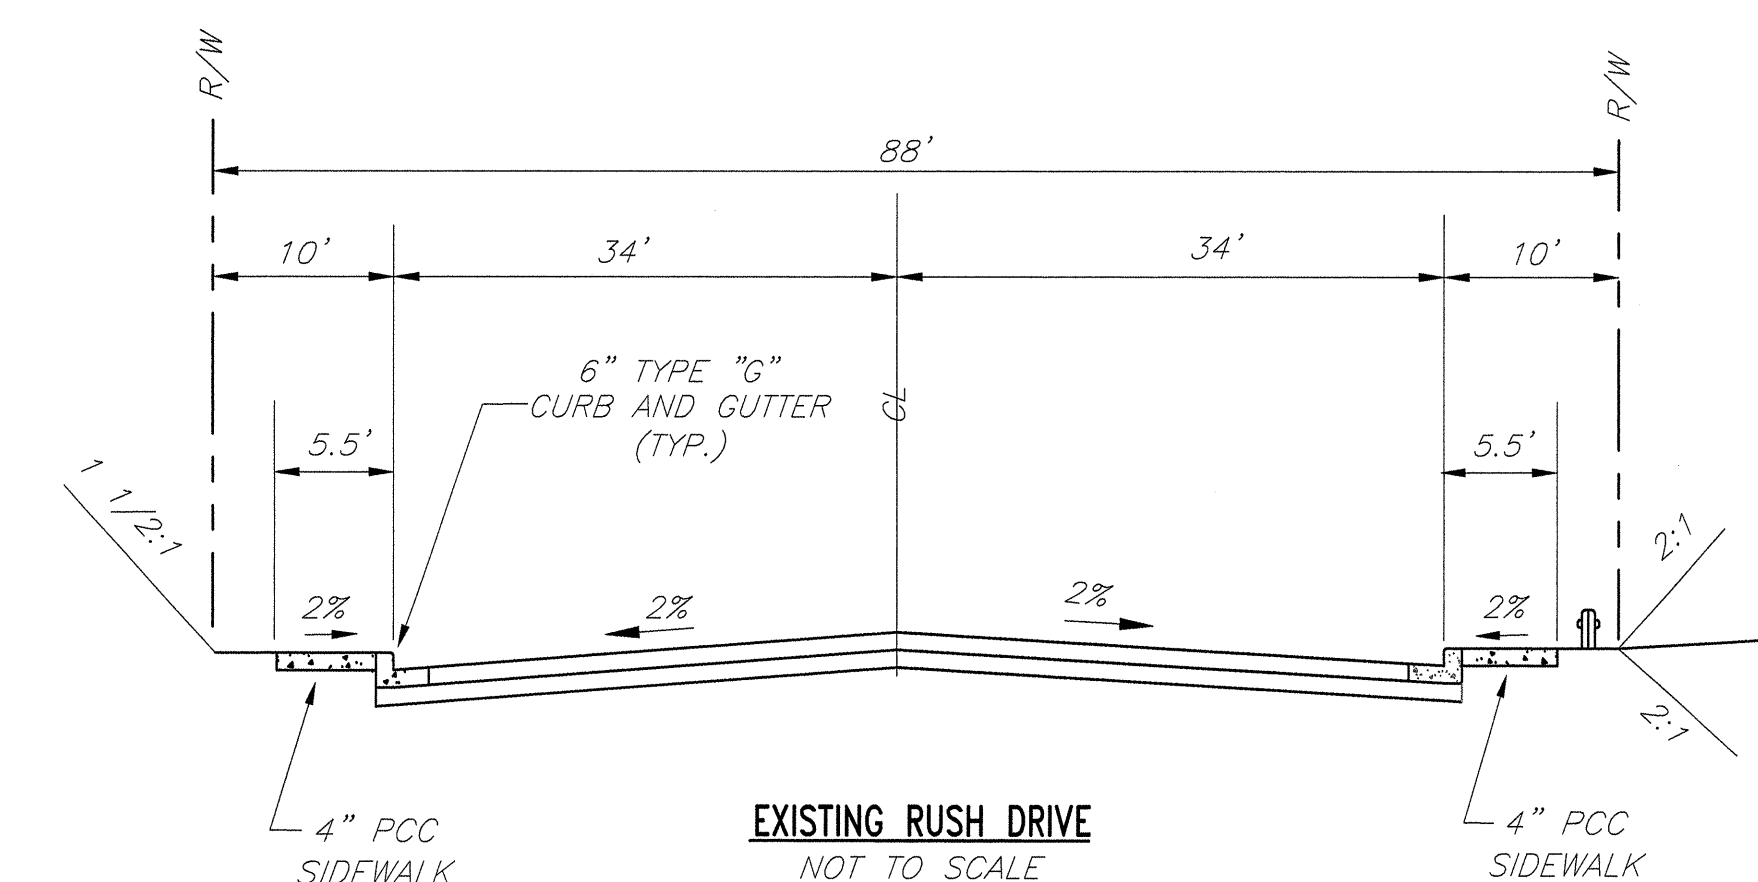 R/W
R/W
88'
10'
34'
34'
10'
6" TYPE "G"
CURB AND GUTTER
(TYP.)
CL
5.5'
5.5'
1 1/2:1
2:1
2%
2%
2%
2%
2:1
4" PCC
SIDEWALK
EXISTING RUSH DRIVE
NOT TO SCALE
4" PCC
SIDEWALK